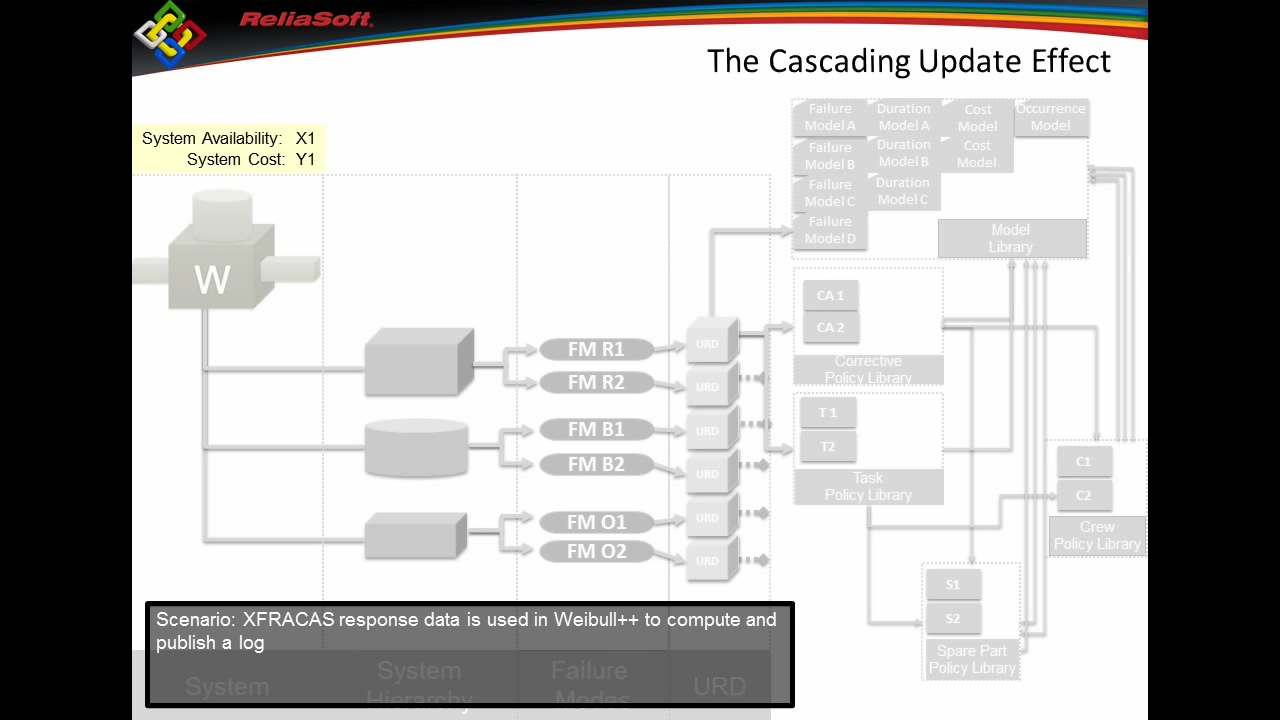 ReliaSoft
The Cascading Update Effect
System Availability: X1
System Cost: Y1
Failure
Model A
Duration
Model A
Cost
Model
Occurrence
Model
Failure
Model B
Duration
Model B
Cost
Model
Failure
Model C
Duration
Model C
Failure
Model D
Model
Library
W
CA 1
CA 2
Corrective
Policy Library
FM R1
FM R2
FM B1
FM B2
FM O1
FM O2
URD
URD
URD
URD
URD
URD
T 1
T2
Task
Policy Library
C1
C2
Crew
Policy Library
S1
S2
Spare Part
Policy Library
Scenario: XFRACAS response data is used in Weibull++ to compute and
publish a log
System
System
Hierarchy
Failure
Modes
URD